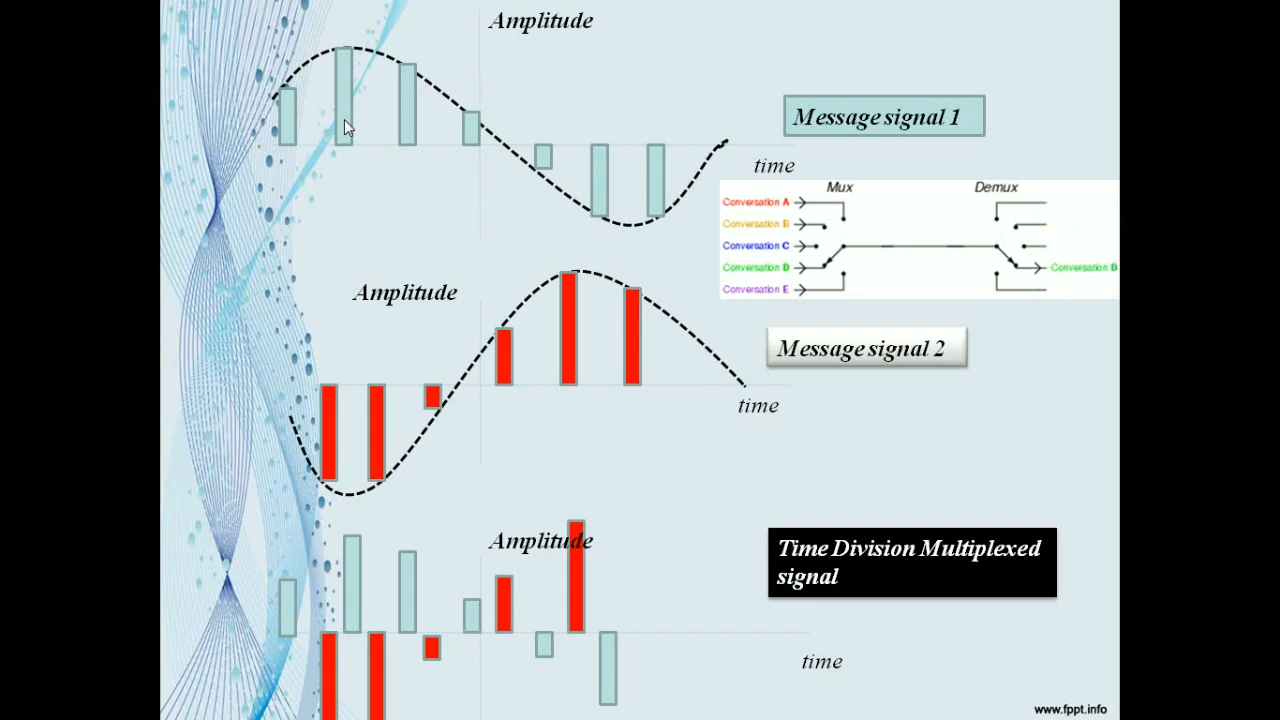 Amplitude
Message signal 1
time
Mux
Demux
Conversation A
Conversation B
Conversation C
Conversation D
Conversation D
Conversation E
Amplitude
Message signal 2
time
Amplitude
Time Division Multiplexed
signal
time
www.fppt.info